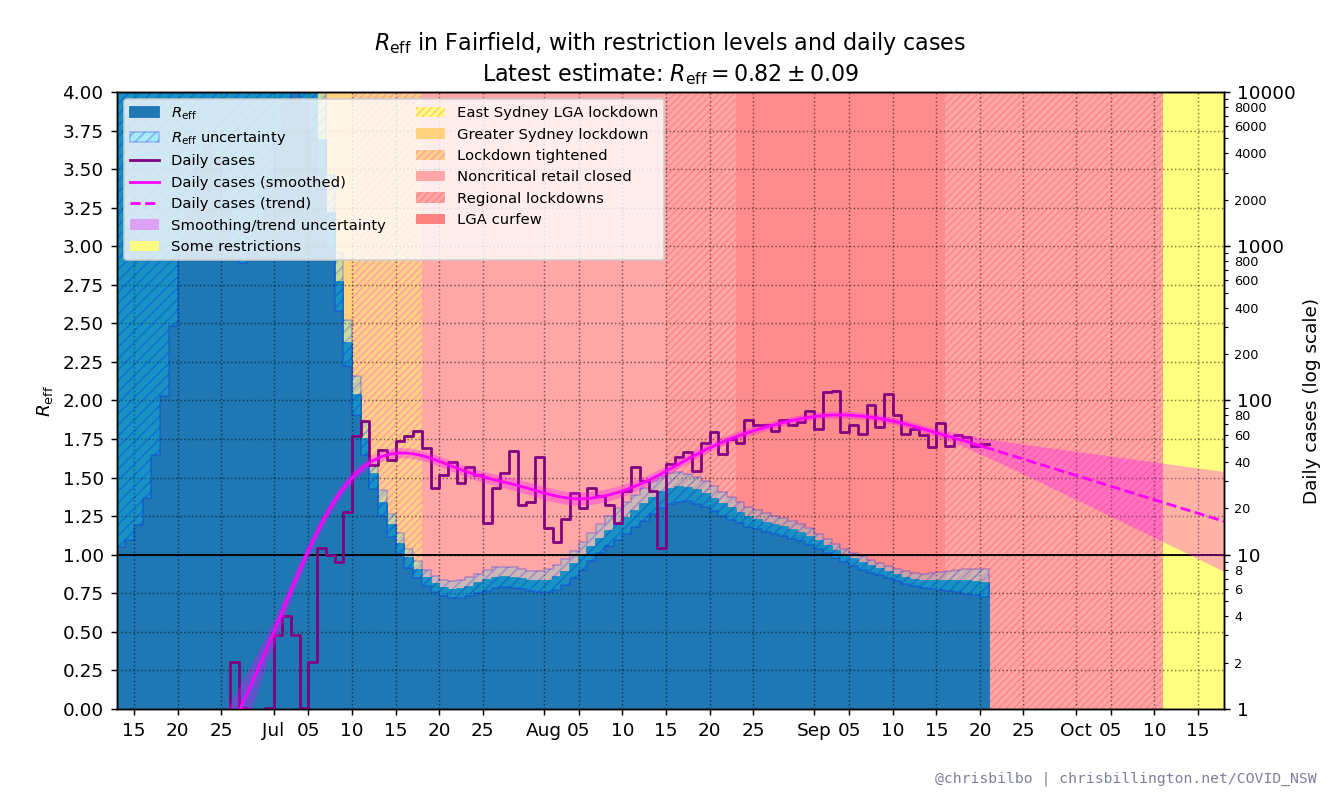 R_eff in Fairfield, with restriction levels and daily cases
Latest estimate: R_eff = 0.82 ± 0.09
R_eff
R_eff uncertainty
Daily cases
Daily cases (smoothed)
Daily cases (trend)
Smoothing/trend uncertainty
Some restrictions
East Sydney LGA lockdown
Greater Sydney lockdown
Lockdown tightened
Noncritical retail closed
Regional lockdowns
LGA curfew
R_eff
4.00
3.75
3.50
3.25
3.00
2.75
2.50
2.25
2.00
1.75
1.50
1.25
1.00
0.75
0.50
0.25
0.00
10000
8000
6000
4000
2000
1000
800
600
400
200
100
80
60
40
20
10
8
6
4
2
1
Daily cases (log scale)
15 20 25 Jul 05 10 15 20 25 Aug 05 10 15 20 25 Sep 05 10 15 20 25 Oct 05 10 15
@chrisbilbo | chrisbillington.net/COVID_NSW